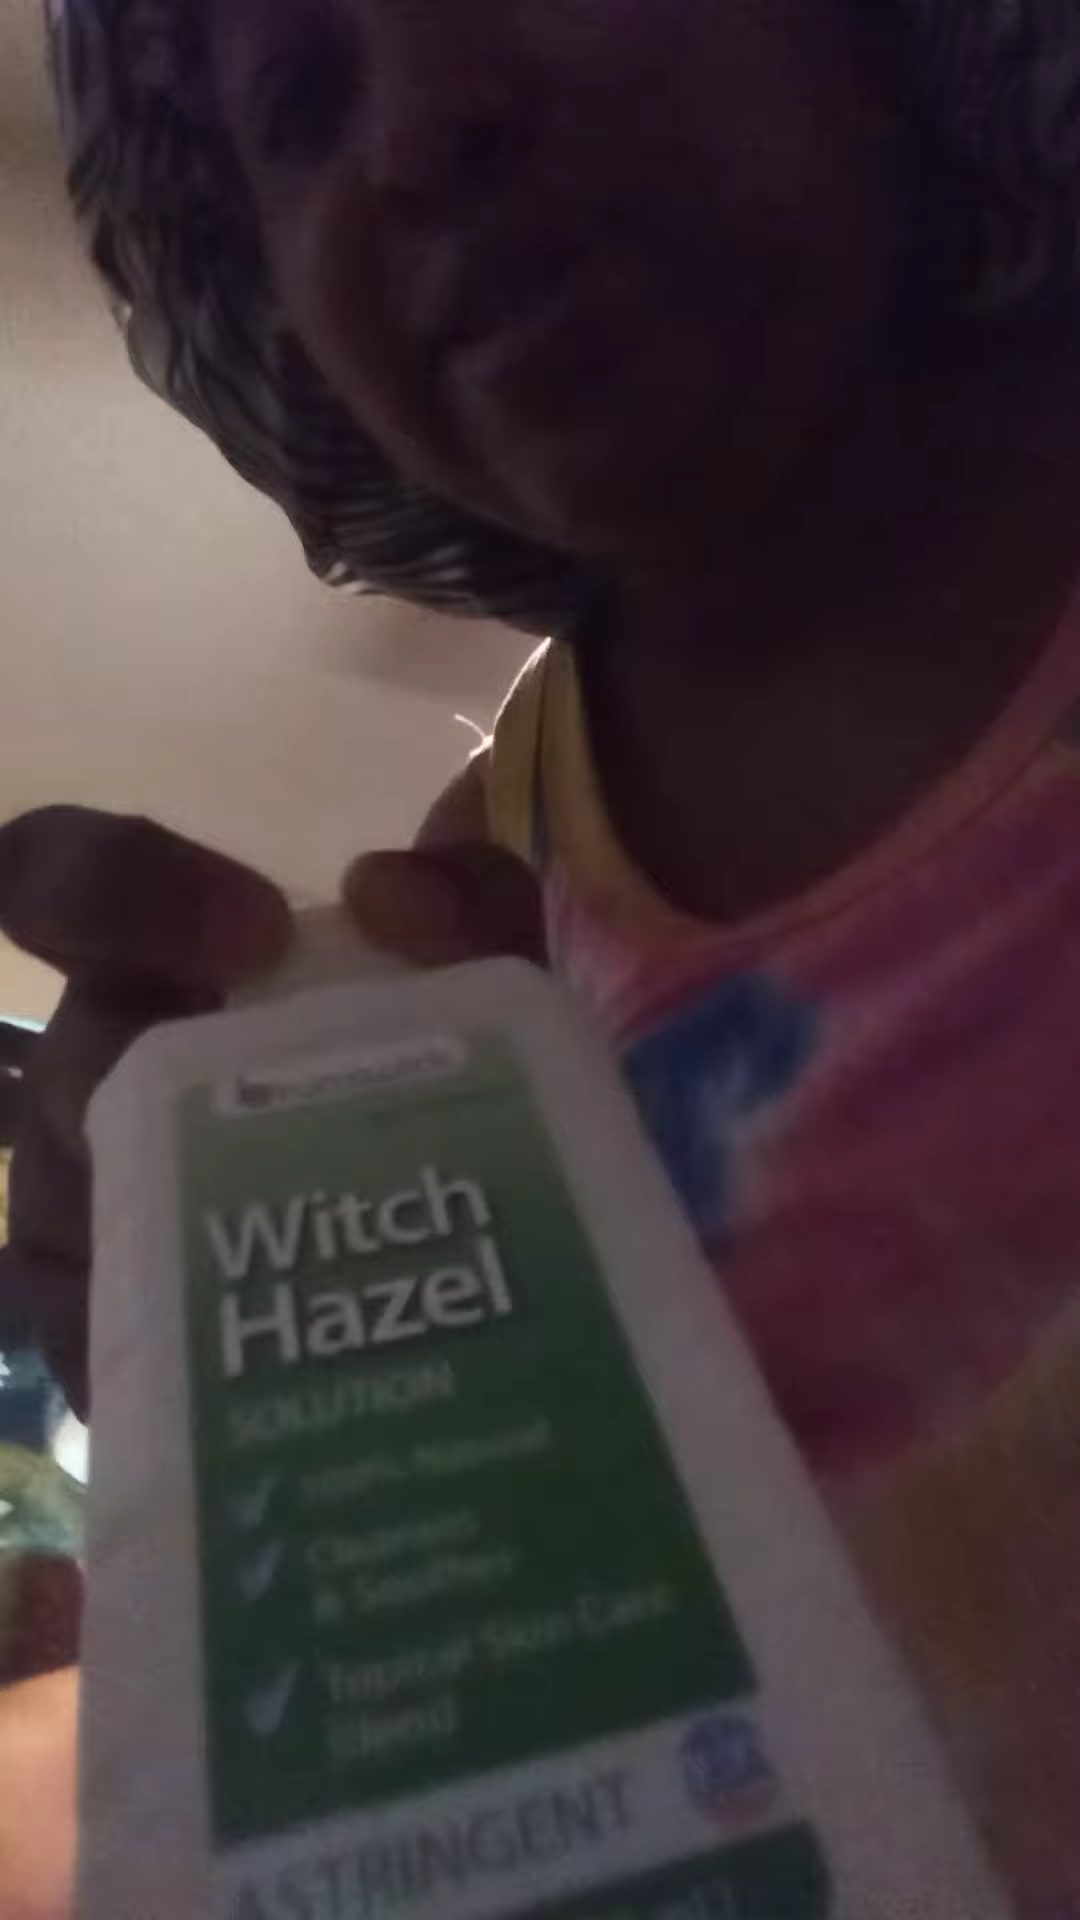 Witch
Hazel
SOLUTION
100% Natural
Cleanses
& Soothes
Topical Skin Care
Blend
ASTRINGENT